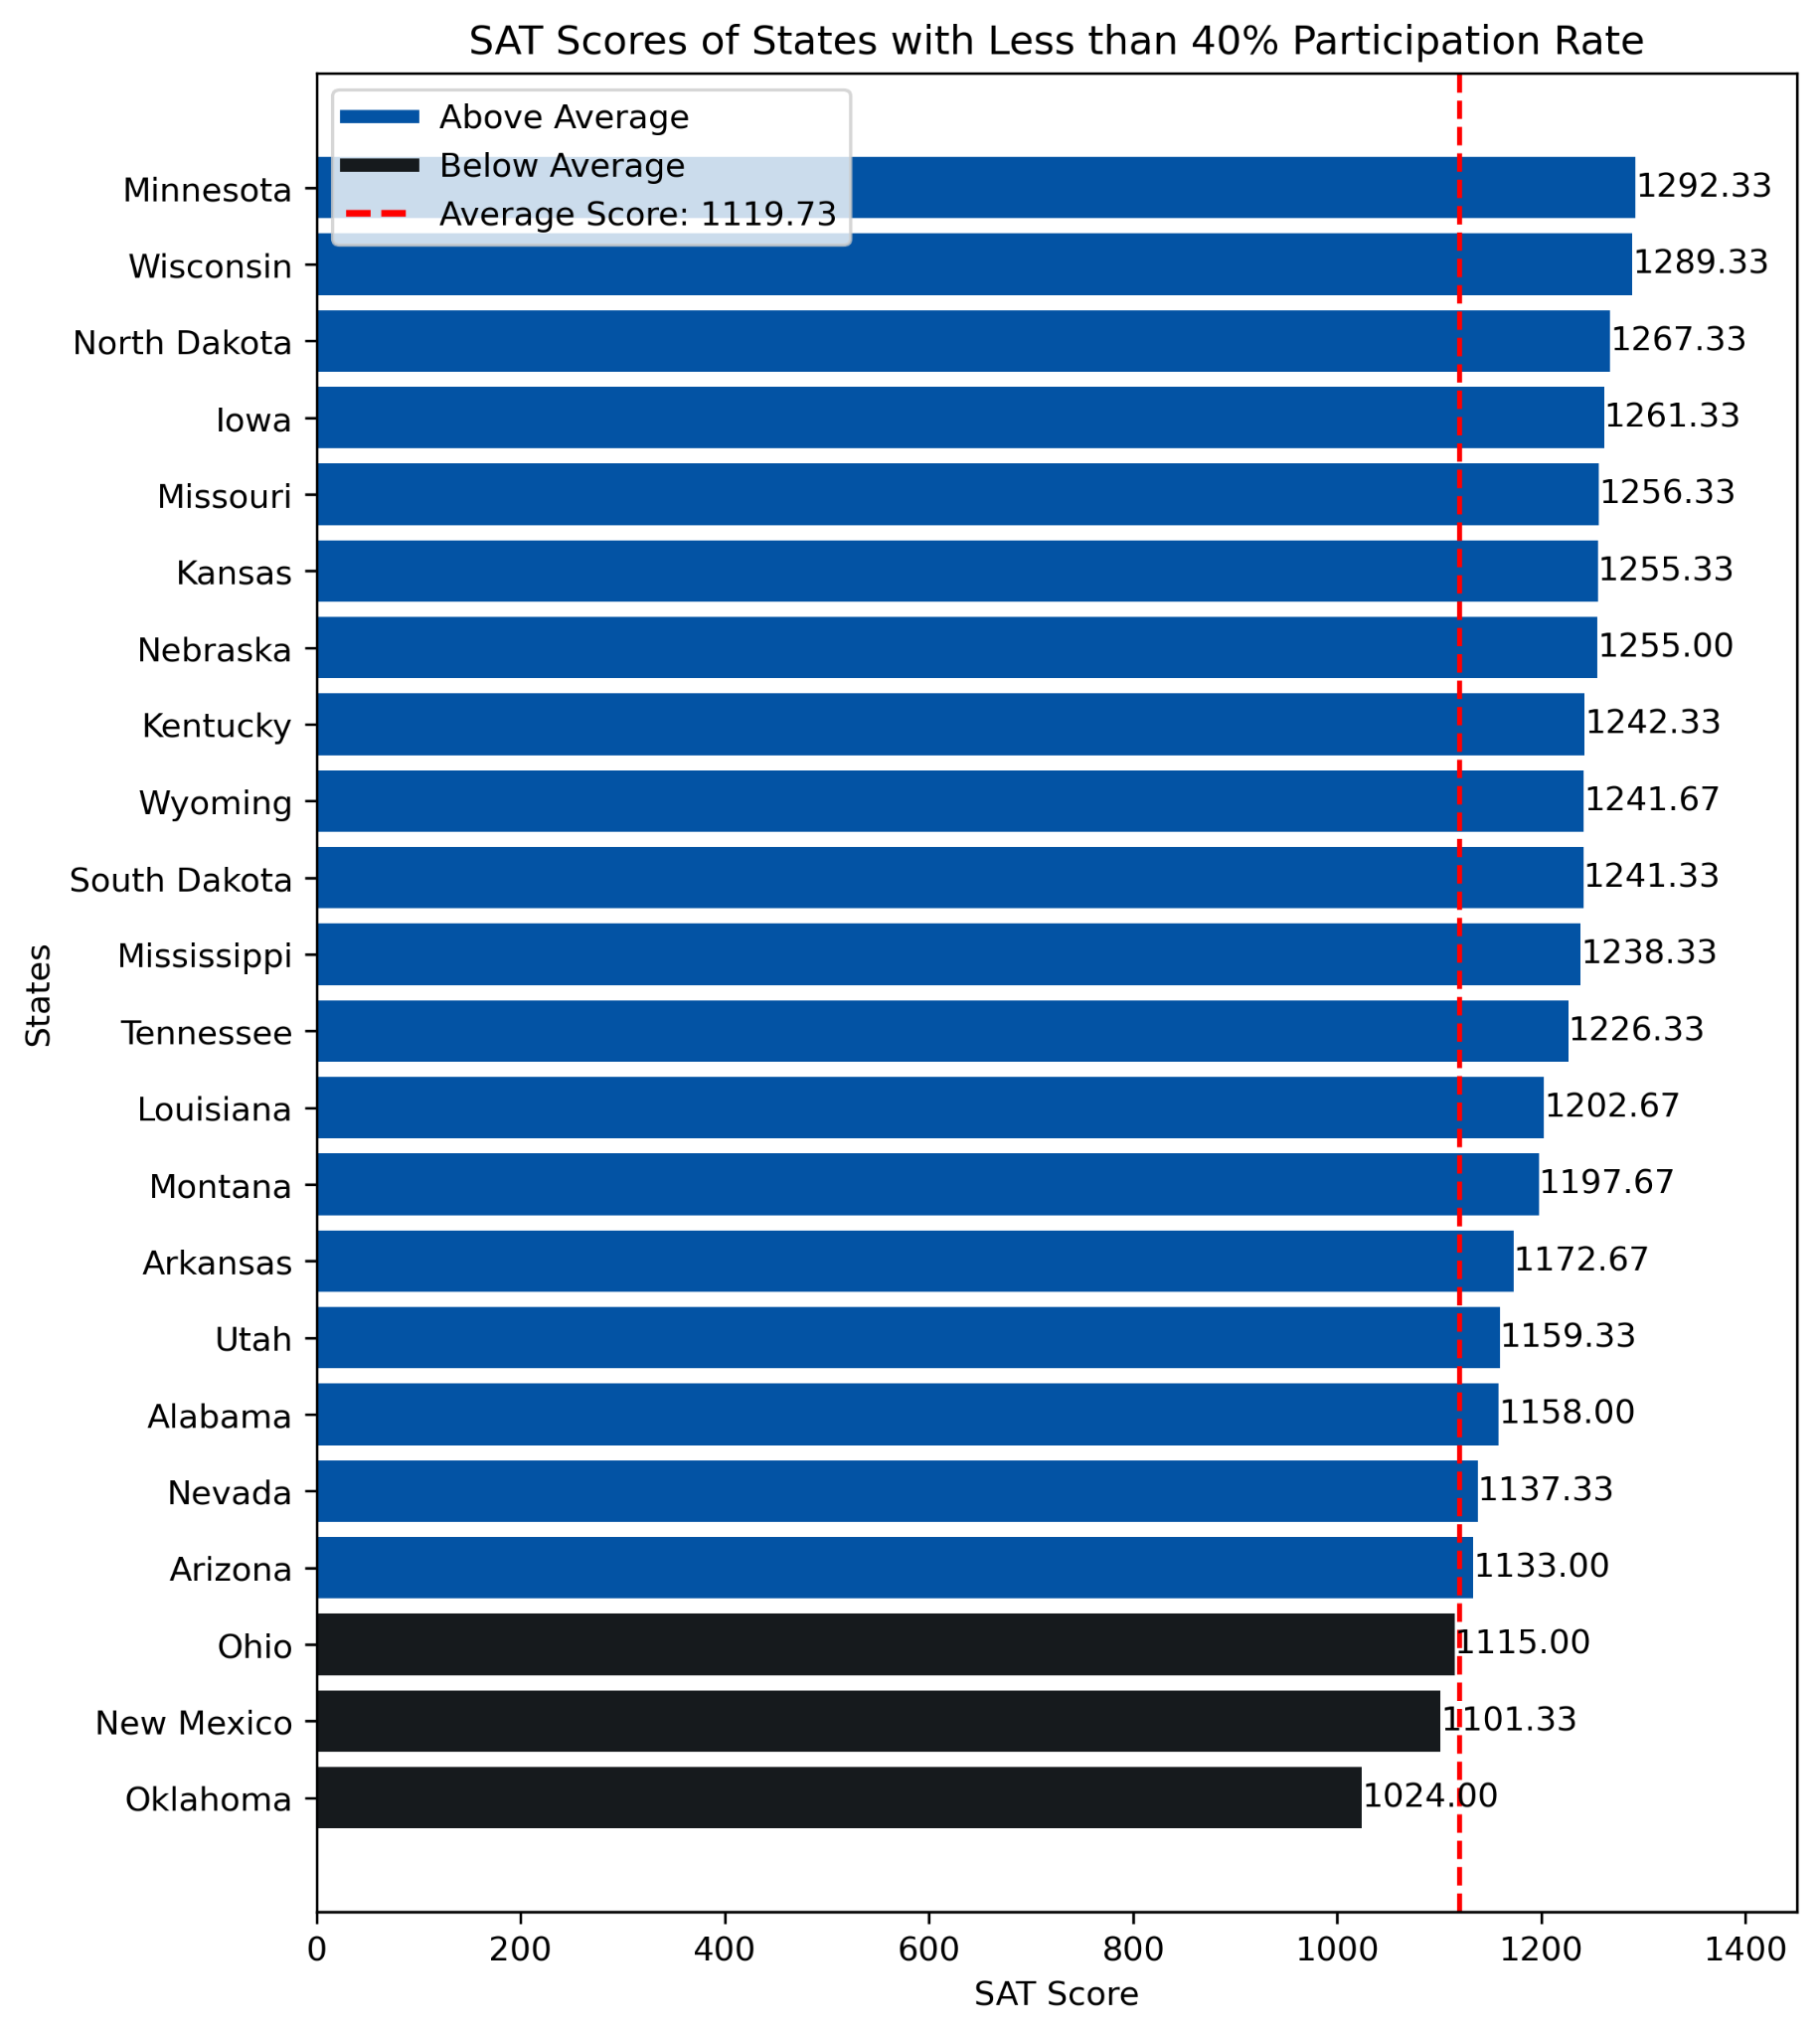 SAT Scores of States with Less than 40% Participation Rate
Above Average
Below Average
Average Score: 1119.73
Minnesota 1292.33
Wisconsin 1289.33
North Dakota 1267.33
Iowa 1261.33
Missouri 1256.33
Kansas 1255.33
Nebraska 1255.00
Kentucky 1242.33
Wyoming 1241.67
South Dakota 1241.33
Mississippi 1238.33
Tennessee 1226.33
Louisiana 1202.67
Montana 1197.67
Arkansas 1172.67
Utah 1159.33
Alabama 1158.00
Nevada 1137.33
Arizona 1133.00
Ohio 1115.00
New Mexico 1101.33
Oklahoma 1024.00
States
0 200 400 600 800 1000 1200 1400
SAT Score